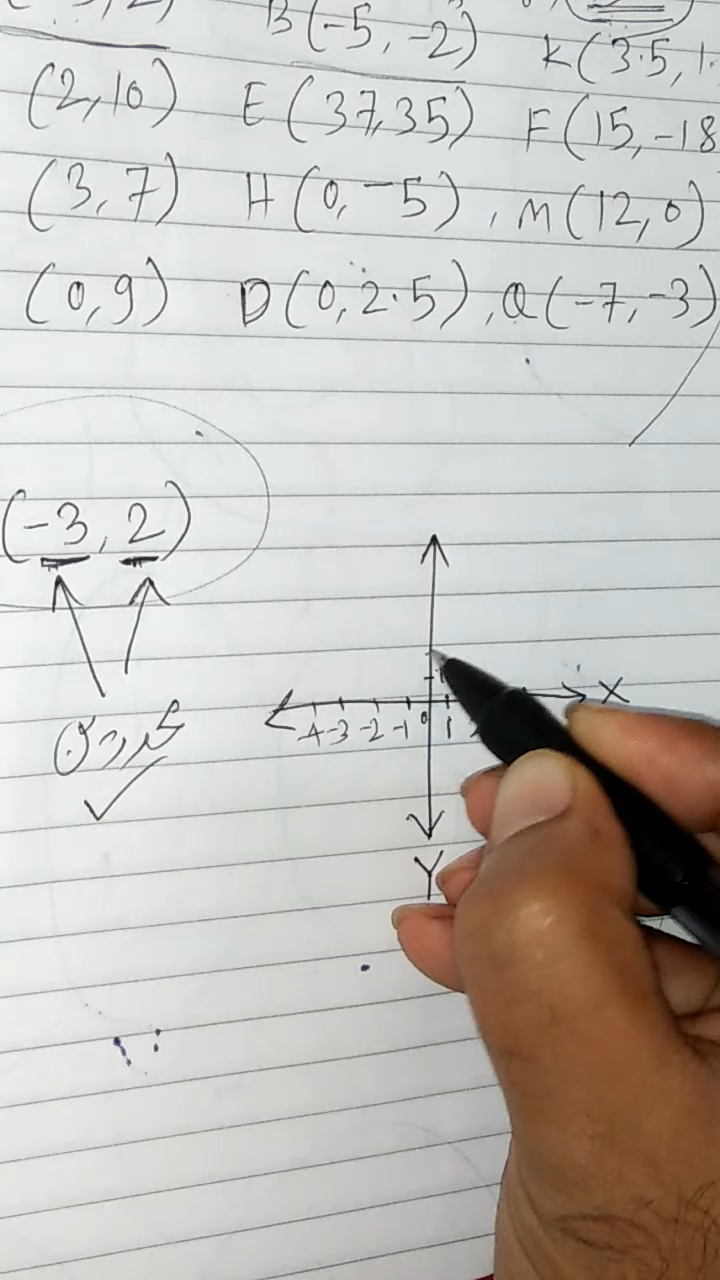 B(-5, -2) K(3.5, 1.
(2, 10) E(37, 35) F(15, -18
(3, 7) H(0, -5), M(12, 0)
(0, 9) D(0, 2.5), Q(-7, -3)
(-3, 2)
X
-4 -3 -2 -1 0 1
Y